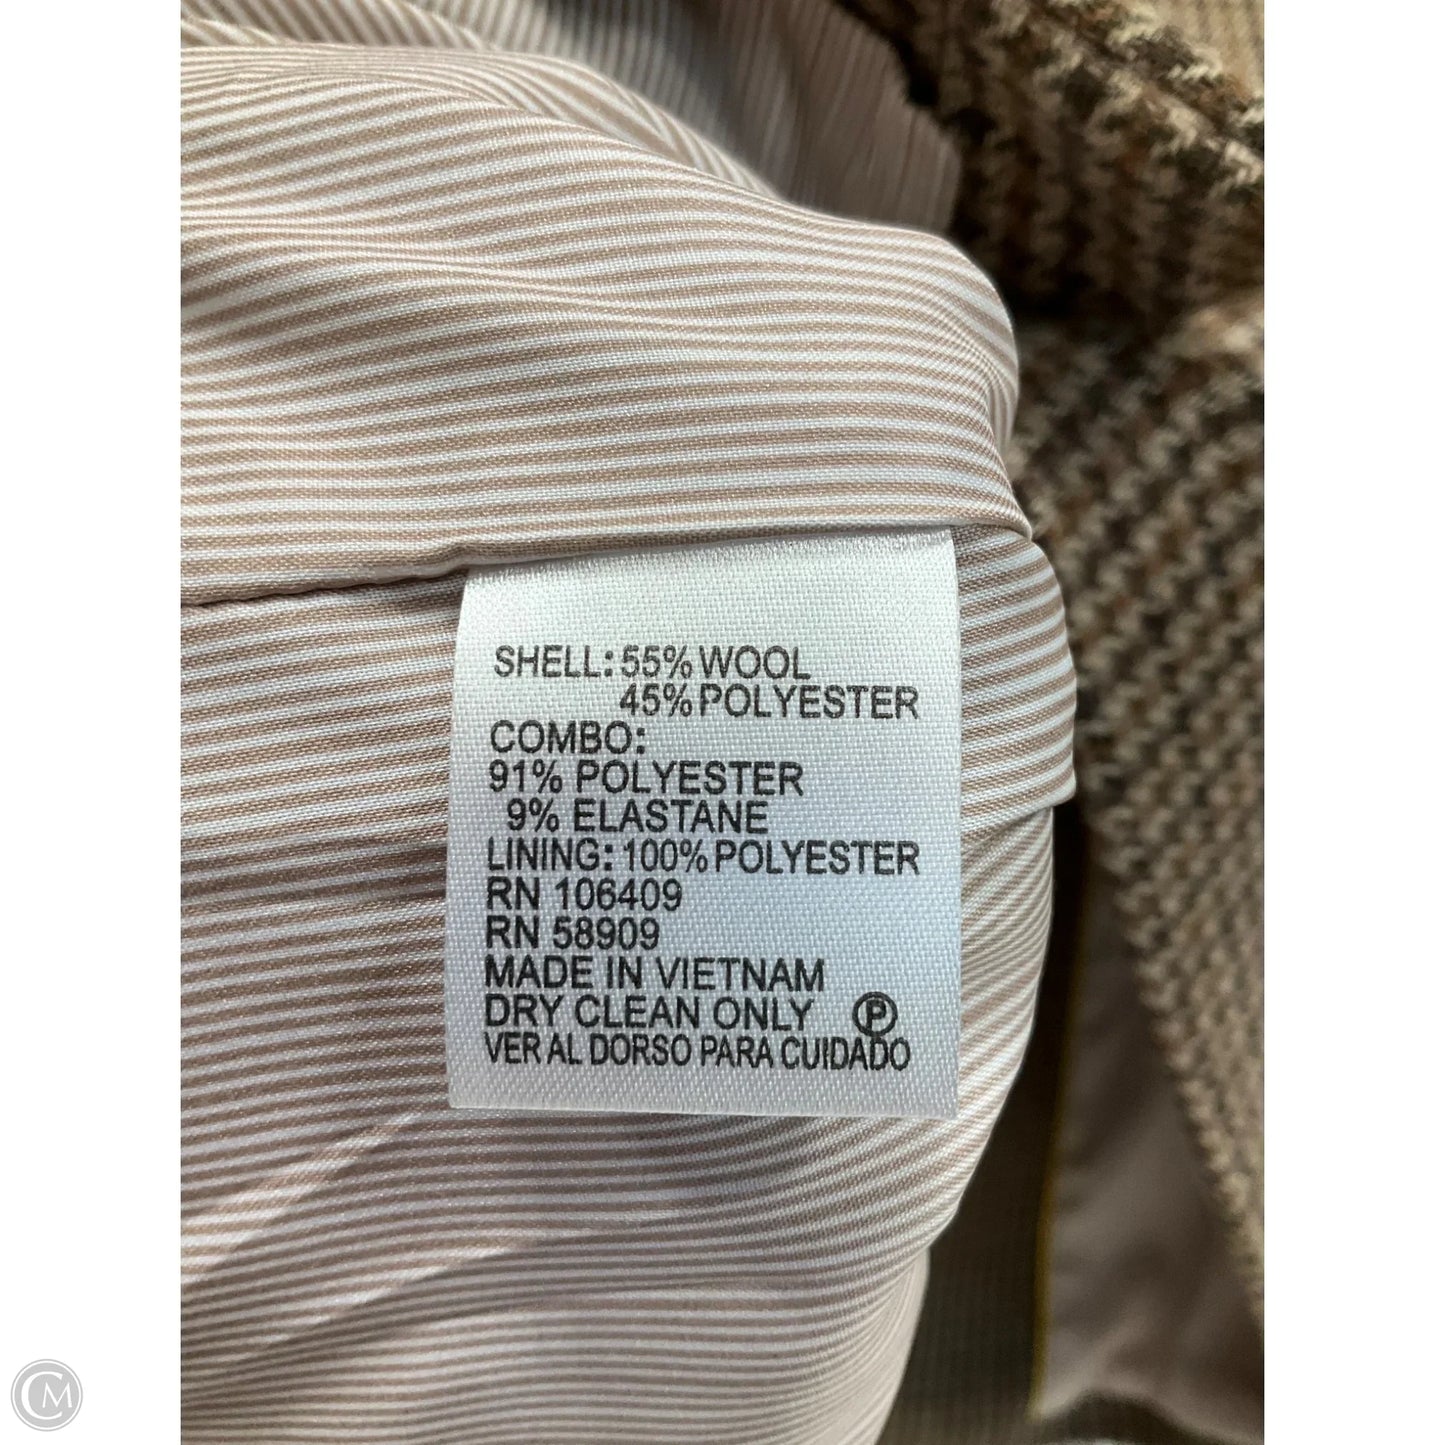 SHELL: 55% WOOL
45% POLYESTER
COMBO:
91% POLYESTER
9% ELASTANE
LINING: 100% POLYESTER
RN 106409
RN 58909
MADE IN VIETNAM
DRY CLEAN ONLY Ⓟ
VER AL DORSO PARA CUIDADO
CM